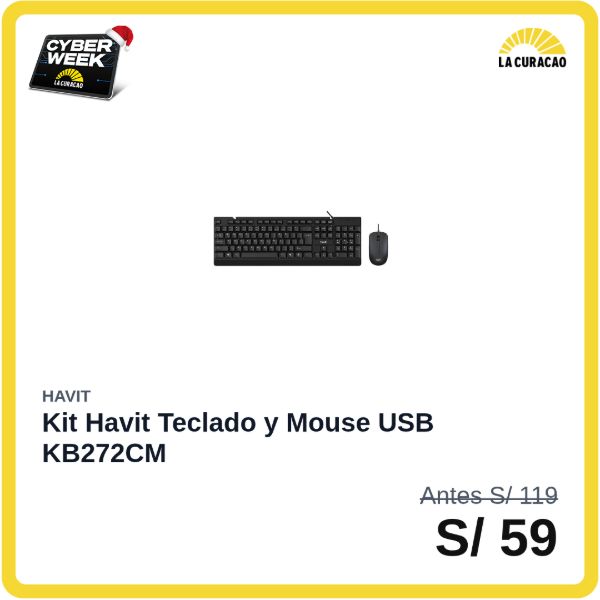 CYBER
WEEK
LA CURACAO
LA CURACAO
HAVIT
Kit Havit Teclado y Mouse USB
KB272CM
Antes S/ 119
S/ 59